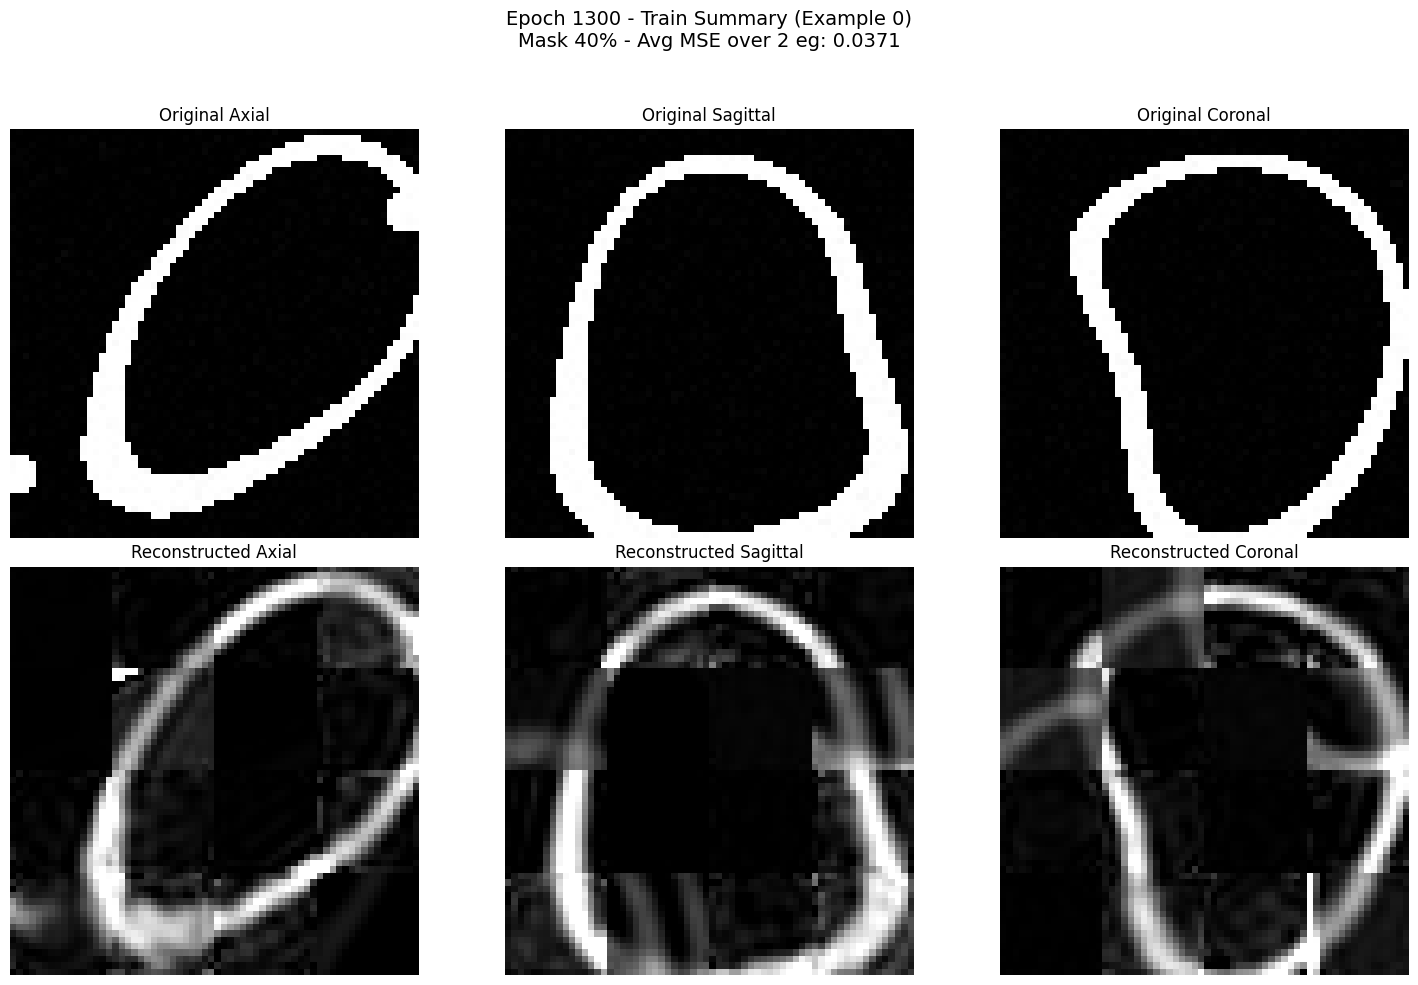 Epoch 1300 - Train Summary (Example 0)
Mask 40% - Avg MSE over 2 eg: 0.0371
Original Axial
Original Sagittal
Original Coronal
Reconstructed Axial
Reconstructed Sagittal
Reconstructed Coronal